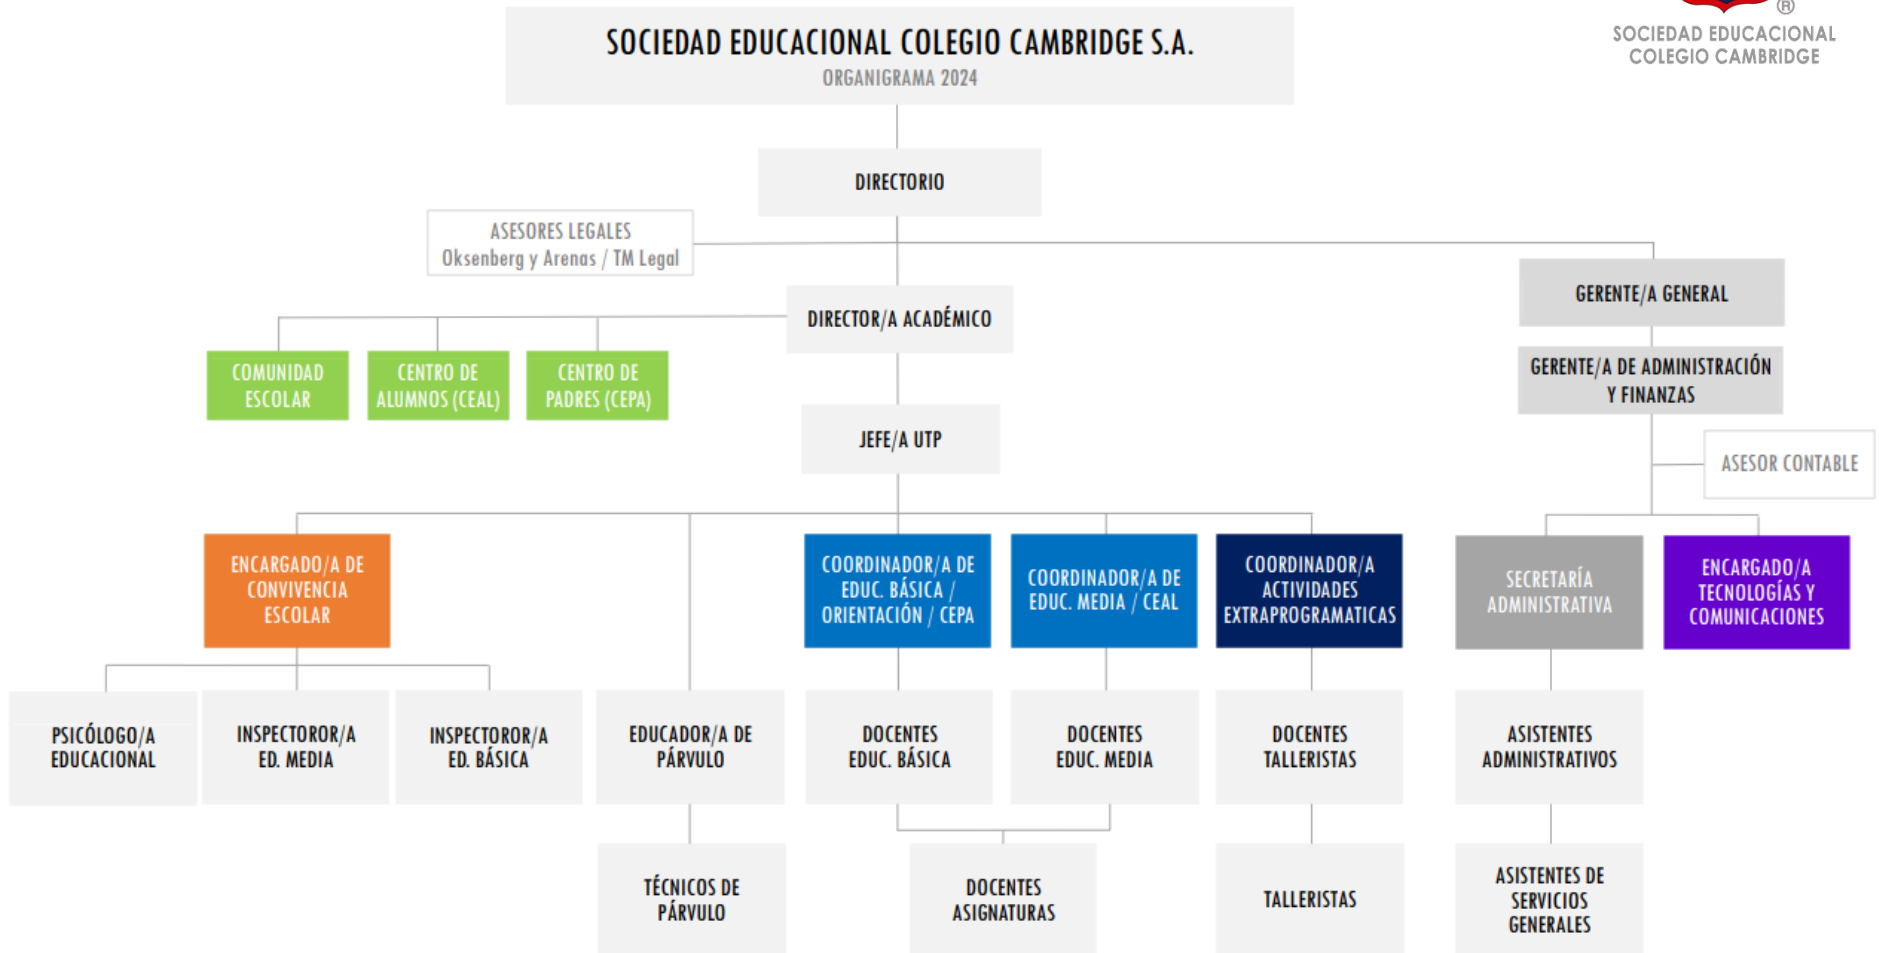 SOCIEDAD EDUCACIONAL COLEGIO CAMBRIDGE S.A.
ORGANIGRAMA 2024
®
SOCIEDAD EDUCACIONAL
COLEGIO CAMBRIDGE
DIRECTORIO
ASESORES LEGALES
Oksenberg y Arenas / TM Legal
GERENTE/A GENERAL
DIRECTOR/A ACADÉMICO
COMUNIDAD
ESCOLAR
CENTRO DE
ALUMNOS (CEAL)
CENTRO DE
PADRES (CEPA)
GERENTE/A DE ADMINISTRACIÓN
Y FINANZAS
JEFE/A UTP
ASESOR CONTABLE
ENCARGADO/A DE
CONVIVENCIA
ESCOLAR
COORDINADOR/A DE
EDUC. BÁSICA /
ORIENTACIÓN / CEPA
COORDINADOR/A DE
EDUC. MEDIA / CEAL
COORDINADOR/A
ACTIVIDADES
EXTRAPROGRAMATICAS
SECRETARÍA
ADMINISTRATIVA
ENCARGADO/A
TECNOLOGÍAS Y
COMUNICACIONES
PSICÓLOGO/A
EDUCACIONAL
INSPECTOROR/A
ED. MEDIA
INSPECTOROR/A
ED. BÁSICA
EDUCADOR/A DE
PÁRVULO
DOCENTES
EDUC. BÁSICA
DOCENTES
EDUC. MEDIA
DOCENTES
TALLERISTAS
ASISTENTES
ADMINISTRATIVOS
TÉCNICOS DE
PÁRVULO
DOCENTES
ASIGNATURAS
TALLERISTAS
ASISTENTES DE
SERVICIOS
GENERALES